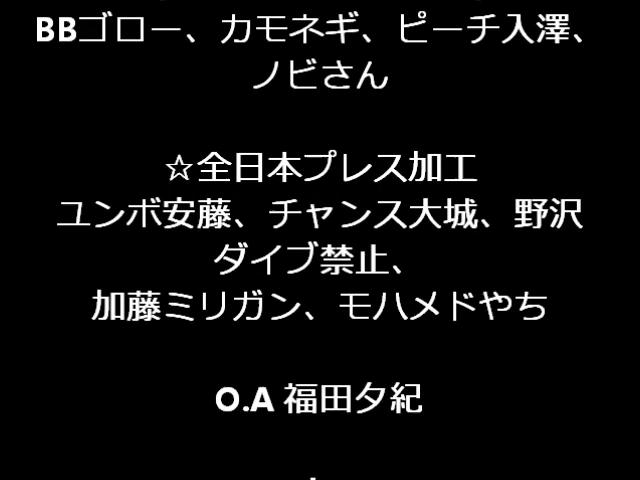 BBゴロー、カモネギ、ピーチ入澤、
ノビさん
☆全日本プレス加工
ユンボ安藤、チャンス大城、野沢
ダイブ禁止、
加藤ミリガン、モハメドやち
O.A 福田夕紀